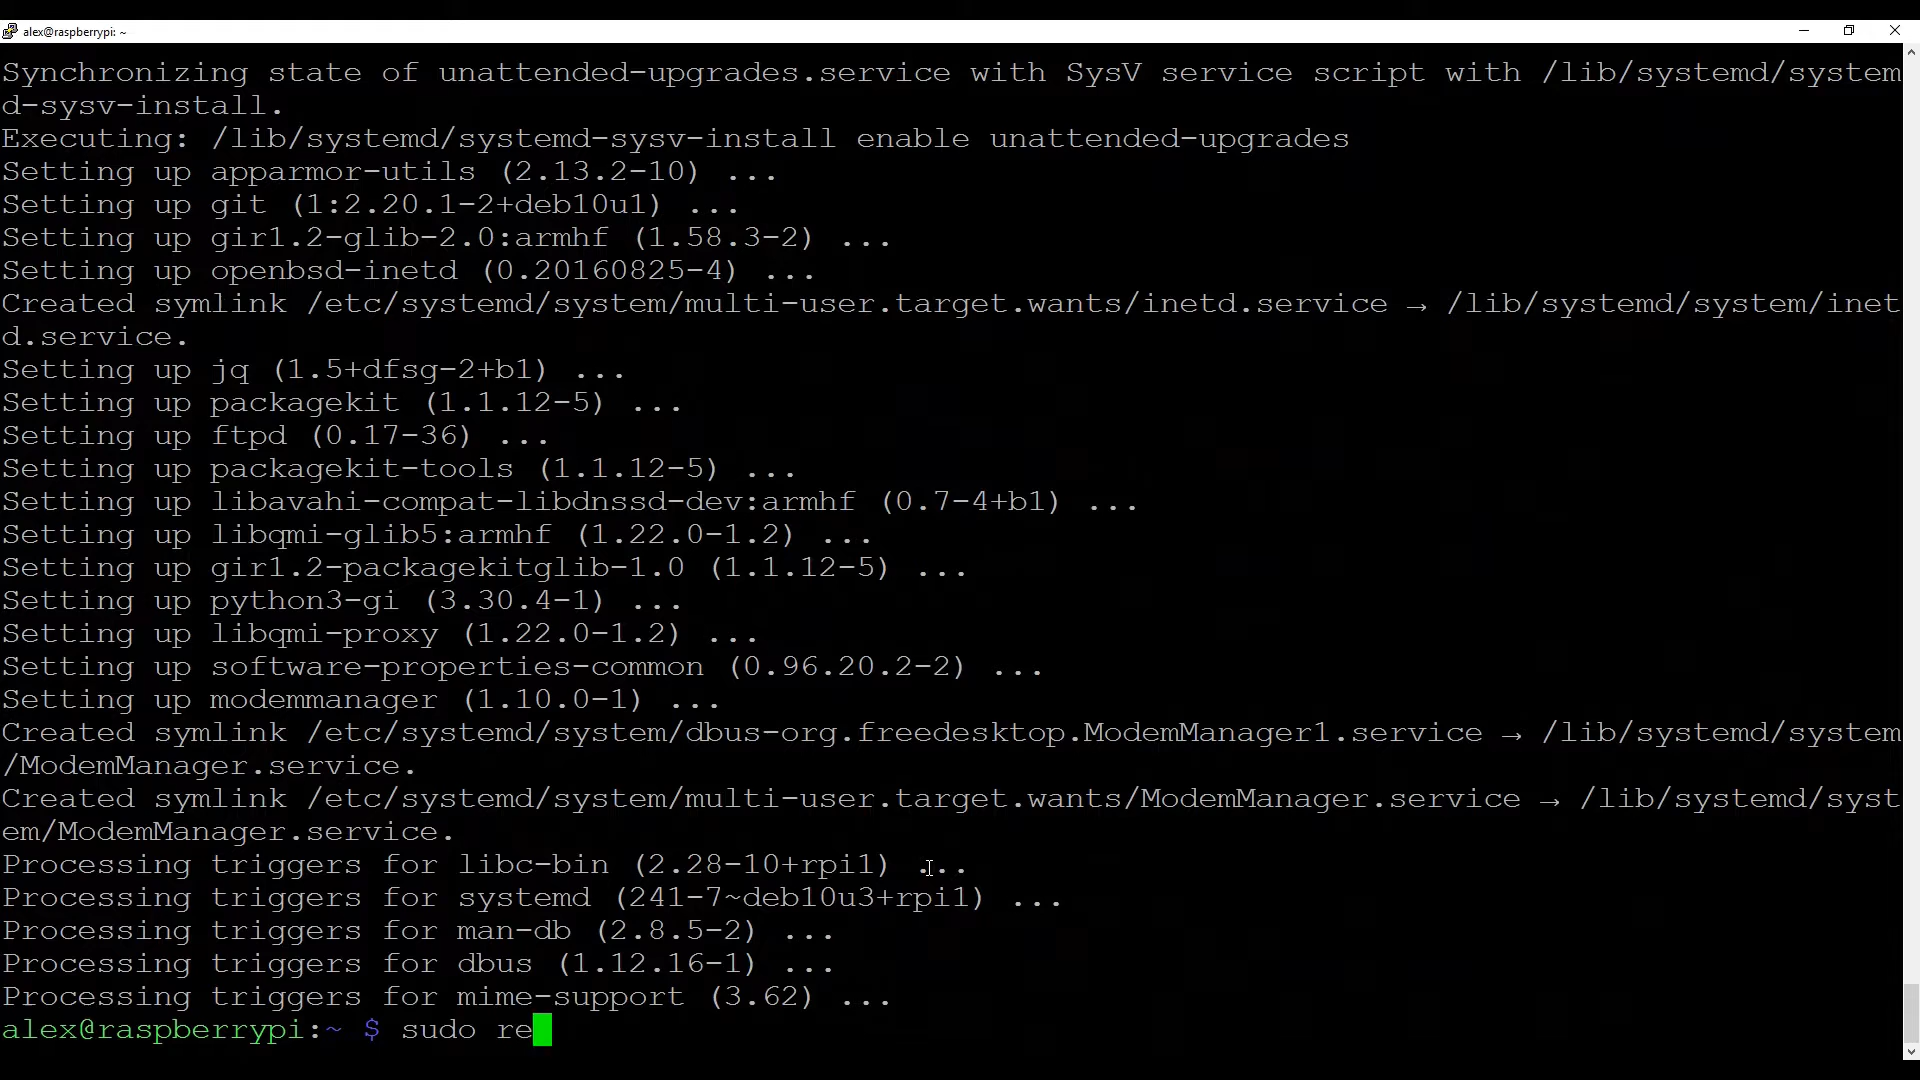 alex@raspberrypi: ~
Synchronizing state of unattended-upgrades.service with SysV service script with /lib/systemd/system
d-sysv-install.
Executing: /lib/systemd/systemd-sysv-install enable unattended-upgrades
Setting up apparmor-utils (2.13.2-10) ...
Setting up git (1:2.20.1-2+deb10u1) ...
Setting up gir1.2-glib-2.0:armhf (1.58.3-2) ...
Setting up openbsd-inetd (0.20160825-4) ...
Created symlink /etc/systemd/system/multi-user.target.wants/inetd.service → /lib/systemd/system/inet
d.service.
Setting up jq (1.5+dfsg-2+b1) ...
Setting up packagekit (1.1.12-5) ...
Setting up ftpd (0.17-36) ...
Setting up packagekit-tools (1.1.12-5) ...
Setting up libavahi-compat-libdnssd-dev:armhf (0.7-4+b1) ...
Setting up libqmi-glib5:armhf (1.22.0-1.2) ...
Setting up gir1.2-packagekitglib-1.0 (1.1.12-5) ...
Setting up python3-gi (3.30.4-1) ...
Setting up libqmi-proxy (1.22.0-1.2) ...
Setting up software-properties-common (0.96.20.2-2) ...
Setting up modemmanager (1.10.0-1) ...
Created symlink /etc/systemd/system/dbus-org.freedesktop.ModemManager1.service → /lib/systemd/system
/ModemManager.service.
Created symlink /etc/systemd/system/multi-user.target.wants/ModemManager.service → /lib/systemd/syst
em/ModemManager.service.
Processing triggers for libc-bin (2.28-10+rpi1) ...
Processing triggers for systemd (241-7~deb10u3+rpi1) ...
Processing triggers for man-db (2.8.5-2) ...
Processing triggers for dbus (1.12.16-1) ...
Processing triggers for mime-support (3.62) ...
alex@raspberrypi:~ $ sudo re